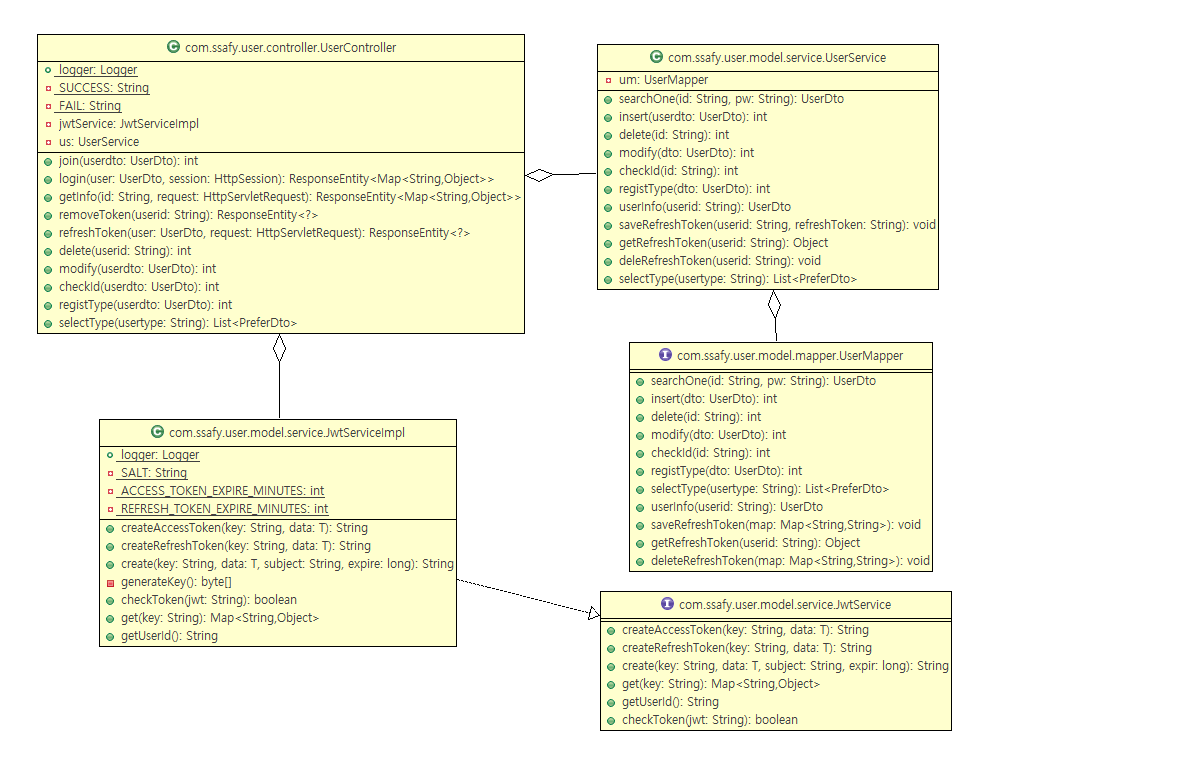 com.ssafy.user.controller.UserController
logger: Logger
SUCCESS: String
FAIL: String
jwtService: JwtServiceImpl
us: UserService
join(userdto: UserDto): int
login(user: UserDto, session: HttpSession): ResponseEntity<Map<String,Object>>
getInfo(id: String, request: HttpServletRequest): ResponseEntity<Map<String,Object>>
removeToken(userid: String): ResponseEntity<?>
refreshToken(user: UserDto, request: HttpServletRequest): ResponseEntity<?>
delete(userid: String): int
modify(userdto: UserDto): int
checkId(userdto: UserDto): int
registType(userdto: UserDto): int
selectType(usertype: String): List<PreferDto>
com.ssafy.user.model.service.UserService
um: UserMapper
searchOne(id: String, pw: String): UserDto
insert(userdto: UserDto): int
delete(id: String): int
modify(dto: UserDto): int
checkId(id: String): int
registType(dto: UserDto): int
userInfo(userid: String): UserDto
saveRefreshToken(userid: String, refreshToken: String): void
getRefreshToken(userid: String): Object
deleRefreshToken(userid: String): void
selectType(usertype: String): List<PreferDto>
com.ssafy.user.model.mapper.UserMapper
searchOne(id: String, pw: String): UserDto
insert(dto: UserDto): int
delete(id: String): int
modify(dto: UserDto): int
checkId(id: String): int
registType(dto: UserDto): int
selectType(usertype: String): List<PreferDto>
userInfo(userid: String): UserDto
saveRefreshToken(map: Map<String,String>): void
getRefreshToken(userid: String): Object
deleteRefreshToken(map: Map<String,String>): void
com.ssafy.user.model.service.JwtServiceImpl
logger: Logger
SALT: String
ACCESS_TOKEN_EXPIRE_MINUTES: int
REFRESH_TOKEN_EXPIRE_MINUTES: int
createAccessToken(key: String, data: T): String
createRefreshToken(key: String, data: T): String
create(key: String, data: T, subject: String, expire: long): String
generateKey(): byte[]
checkToken(jwt: String): boolean
get(key: String): Map<String,Object>
getUserId(): String
com.ssafy.user.model.service.JwtService
createAccessToken(key: String, data: T): String
createRefreshToken(key: String, data: T): String
create(key: String, data: T, subject: String, expir: long): String
get(key: String): Map<String,Object>
getUserId(): String
checkToken(jwt: String): boolean